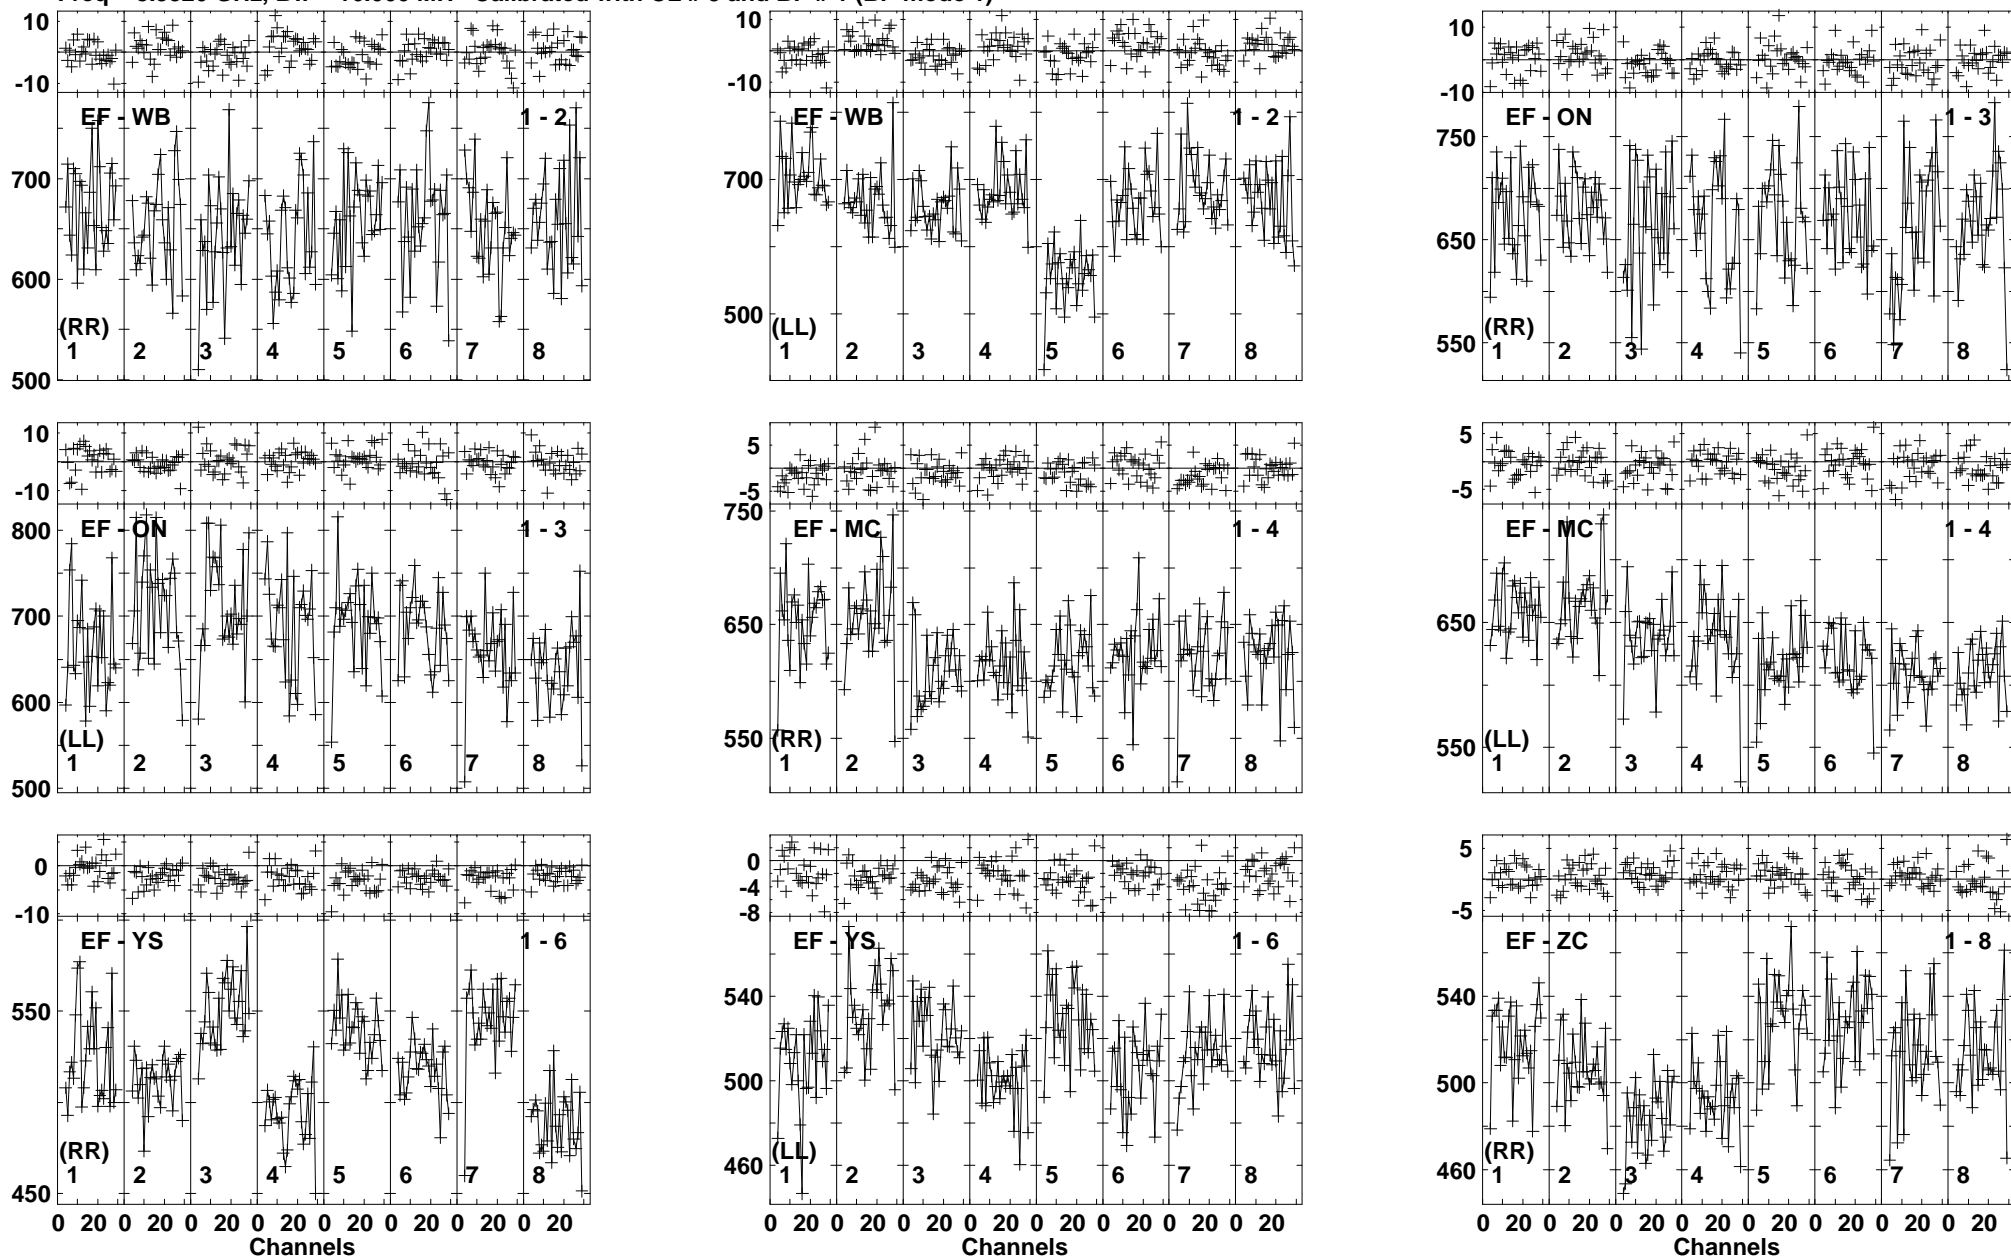 10 10 10
-10 -10 -10
EF - WB 1 - 2 EF - WB 1 - 2 EF - ON 1 - 3
700 600 500 700 500 750 650 550
(RR) (LL) (RR)
1 2 3 4 5 6 7 8 1 2 3 4 5 6 7 8 1 2 3 4 5 6 7 8
10 5 5
-10 -5 -5
EF - ON 1 - 3 EF - MC 1 - 4 EF - MC 1 - 4
800 700 600 500 750 650 550 650 550
(LL) (RR) (LL)
1 2 3 4 5 6 7 8 1 2 3 4 5 6 7 8 1 2 3 4 5 6 7 8
0 0 5
-10 -4 -8 -5
EF - YS 1 - 6 EF - YS 1 - 6 EF - ZC 1 - 8
550 450 540 500 460 540 500 460
(RR) (LL) (RR)
1 2 3 4 5 6 7 8 1 2 3 4 5 6 7 8 1 2 3 4 5 6 7 8
0 20 0 20 0 20 0 20 0 20 0 20 0 20 0 20 0 20 0 20 0 20 0 20 0 20 0 20 0 20 0 20 0 20 0 20 0 20 0 20 0 20 0 20 0 20 0 20
Channels Channels Channels